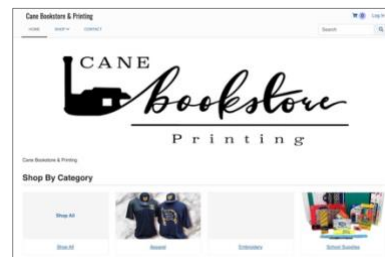 Cane Bookstore & Printing
0
Log In
HOME
SHOP
CONTACT
Search
CANE
bookstore
Printing
Cane Bookstore & Printing
Shop By Category
Shop All
Shop All
Apparel
Embroidery
School Supplies